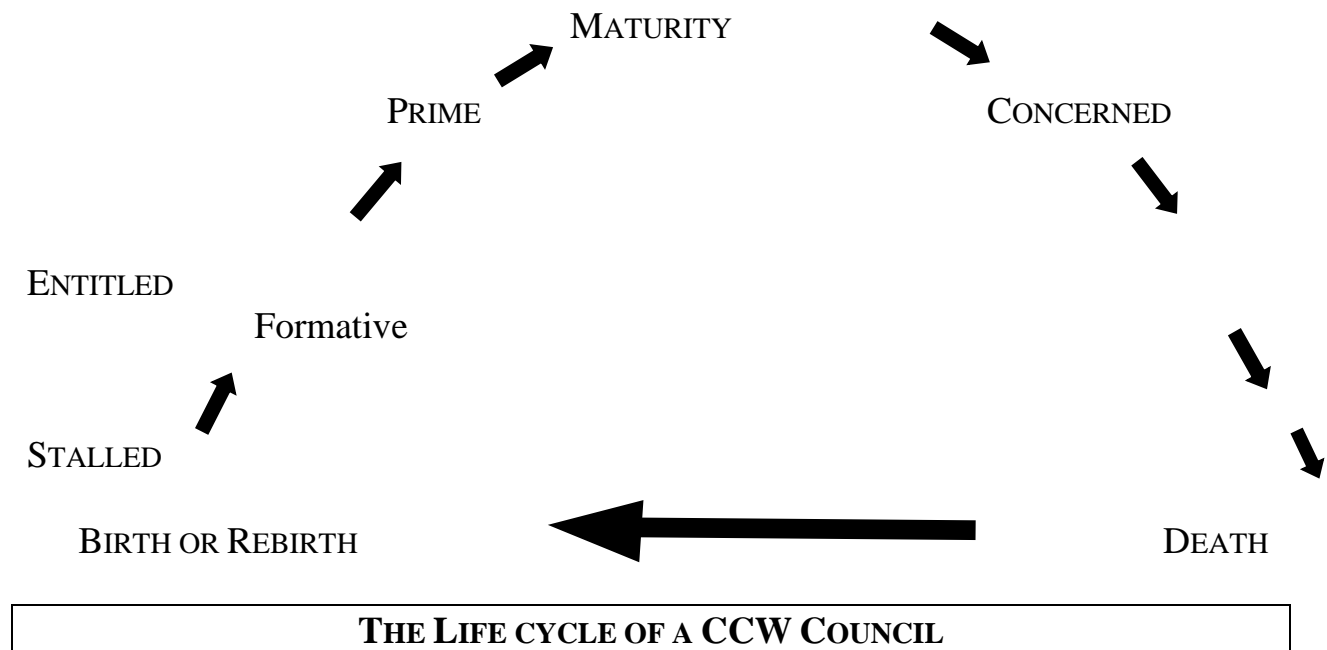 MATURITY
PRIME
CONCERNED
ENTITLED
Formative
STALLED
BIRTH OR REBIRTH
DEATH
THE LIFE CYCLE OF A CCW COUNCIL